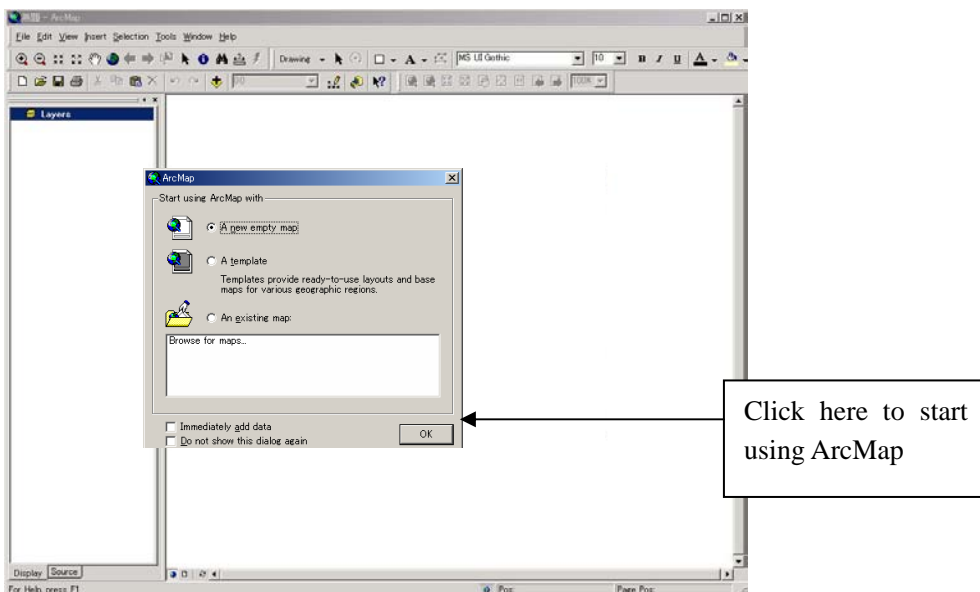 無題 - ArcMap
File Edit View Insert Selection Tools Window Help
Drawing A MS UI Gothic 10 B I U A
100%
Layers
ArcMap
Start using ArcMap with
A new empty map
A template
Templates provide ready-to-use layouts and base
maps for various geographic regions.
An existing map:
Browse for maps...
Immediately add data
Do not show this dialog again
OK
Click here to start
using ArcMap
Display Source
For Help, press F1
Pos:
Page Pos: